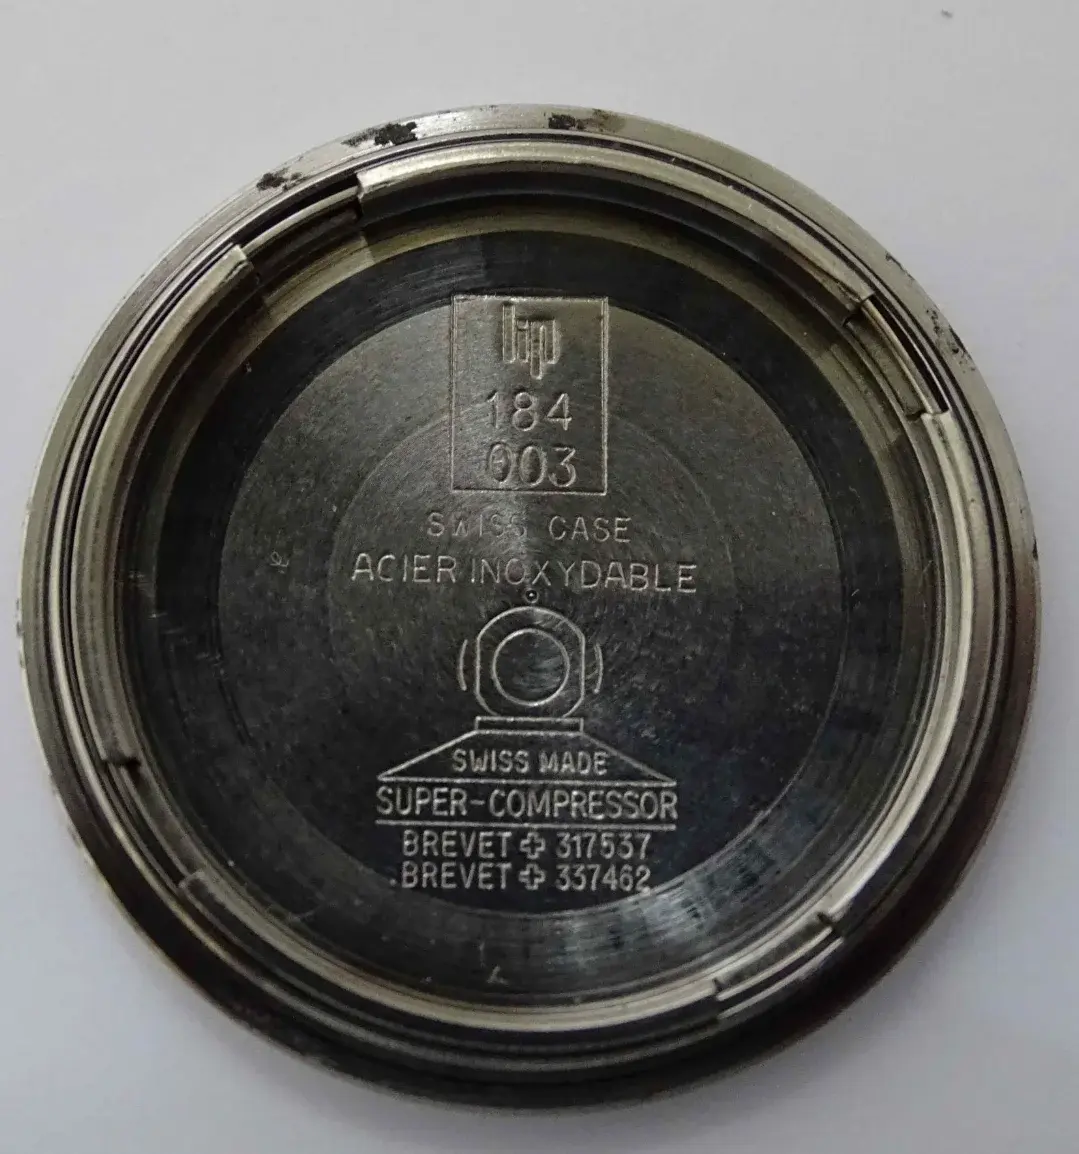 lip
184
003
SWISS CASE
ACIER INOXYDABLE
SWISS MADE
SUPER-COMPRESSOR
BREVET ✚ 317537
BREVET ✚ 337462